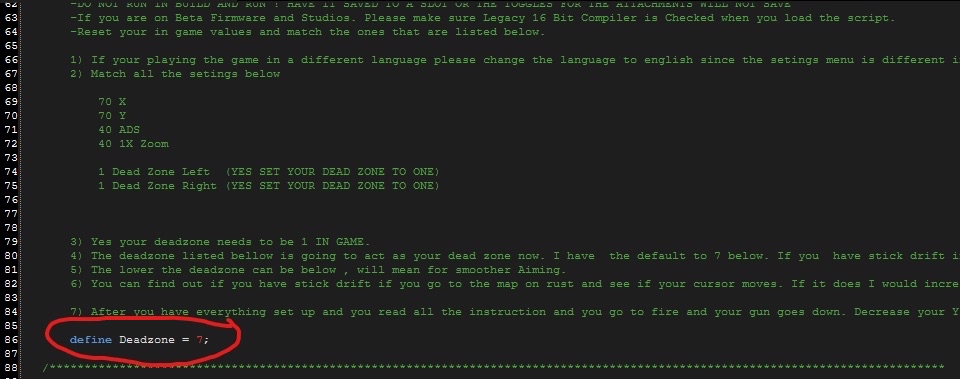 62 -DO NOT RUN IN BUILD AND RUN ! HAVE IT SAVED TO A SLOT OR THE TOGGLES FOR THE ATTACHMENTS WILL NOT SAVE
63 -If you are on Beta Firmware and Studios. Please make sure Legacy 16 Bit Compiler is Checked when you load the script.
64 -Reset your in game values and match the ones that are listed below.
65
66 1) If your playing the game in a different language please change the language to english since the setings menu is different
67 2) Match all the setings below
68
69 70 X
70 70 Y
71 40 ADS
72 40 1X Zoom
73
74 1 Dead Zone Left (YES SET YOUR DEAD ZONE TO ONE)
75 1 Dead Zone Right (YES SET YOUR DEAD ZONE TO ONE)
76
77
78
79 3) Yes your deadzone needs to be 1 IN GAME.
80 4) The deadzone listed bellow is going to act as your dead zone now. I have the default to 7 below. If you have stick drift
81 5) The lower the deadzone can be below , will mean for smoother Aiming.
82 6) You can find out if you have stick drift if you go to the map on rust and see if your cursor moves. If it does I would incre
83
84 7) After you have everything set up and you read all the instruction and you go to fire and your gun goes down. Decrease your Y
85
86 define Deadzone = 7;
87
88 /***********************************************************************************************************************************